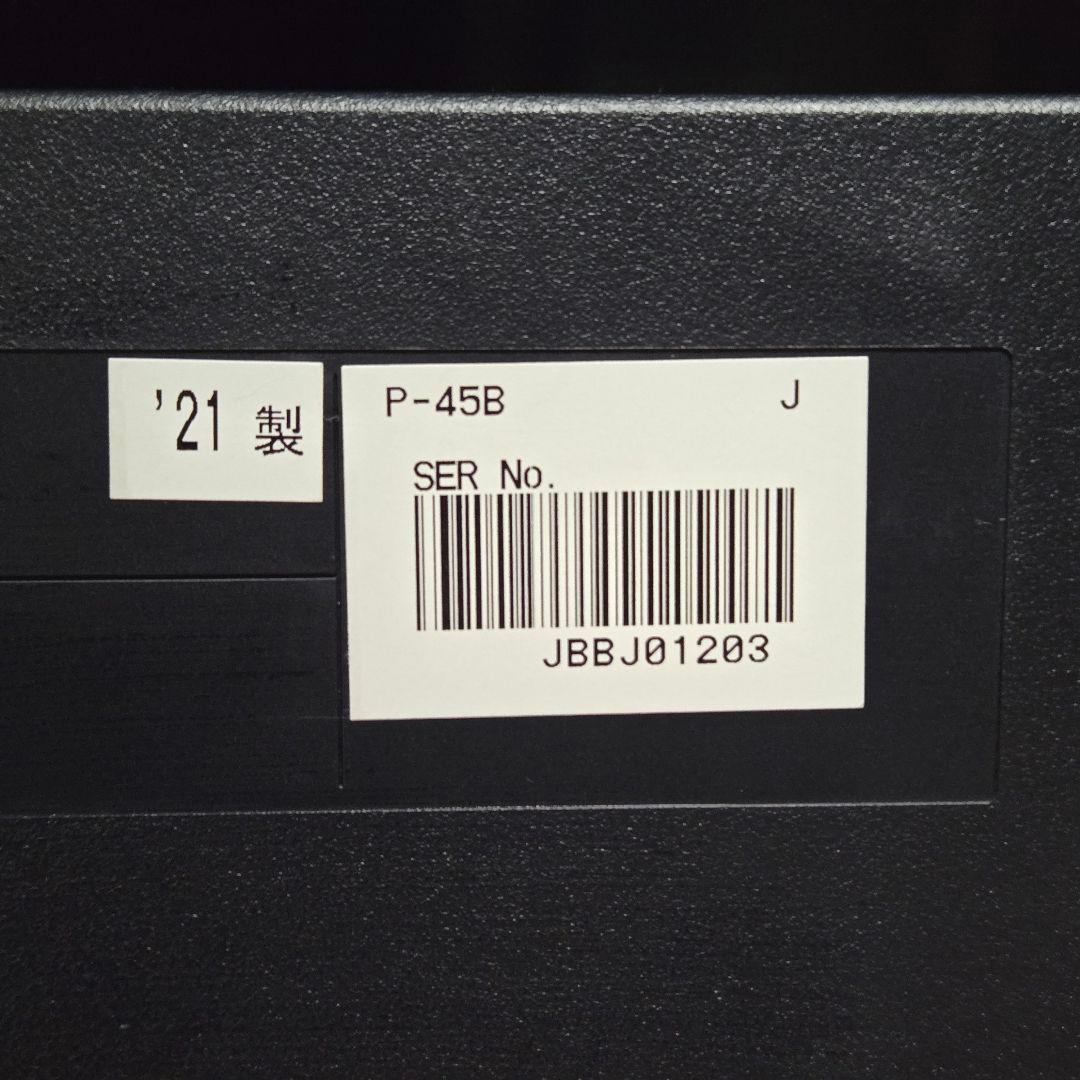 '21 製
P-45B J
SER No.
JBBJ01203